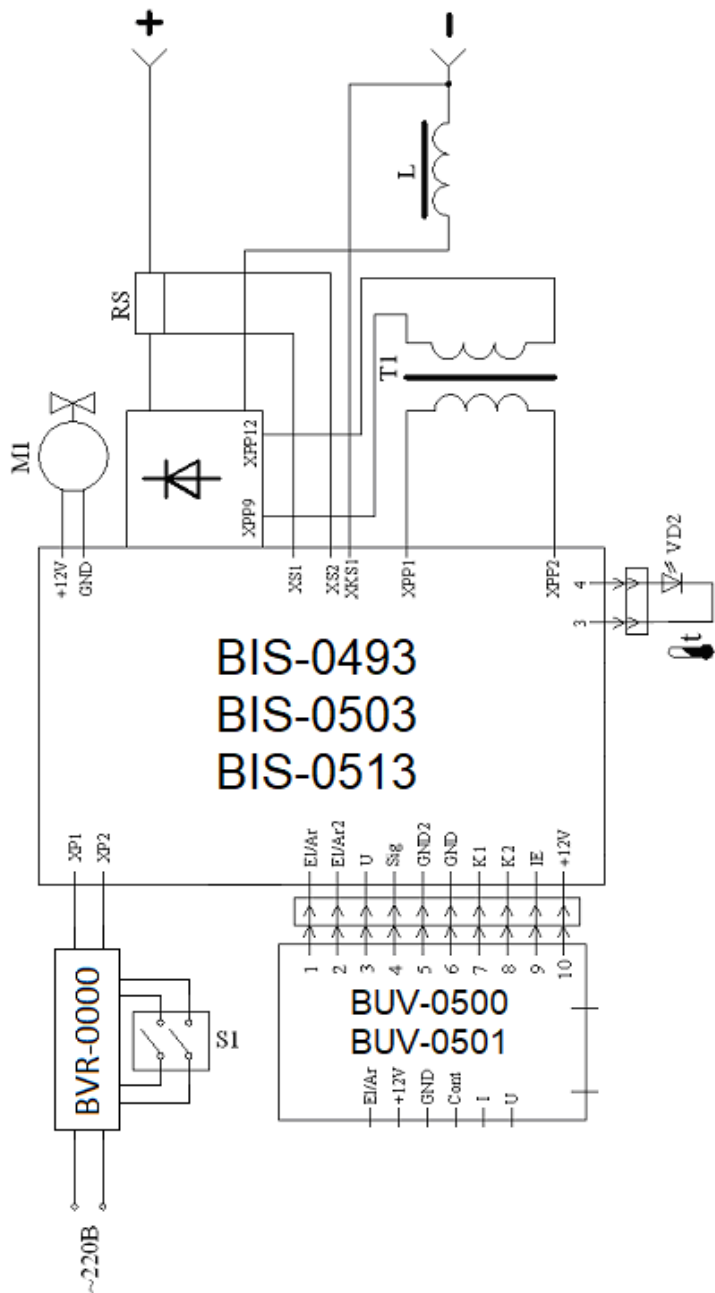 +
-
L
RS
T1
M1
XPP12
XPP9
+12V
GND
XS1
XS2
XKS1
XPP1
XPP2
4
3
VD2
t
BIS-0493
BIS-0503
BIS-0513
XP1
XP2
El/Ar
El/Ar2
U
Sig
GND2
GND
K1
K2
IE
+12V
1
2
3
4
5
6
7
8
9
10
BVR-0000
S1
BUV-0500
BUV-0501
El/Ar
+12V
GND
Cont
I
U
~220В